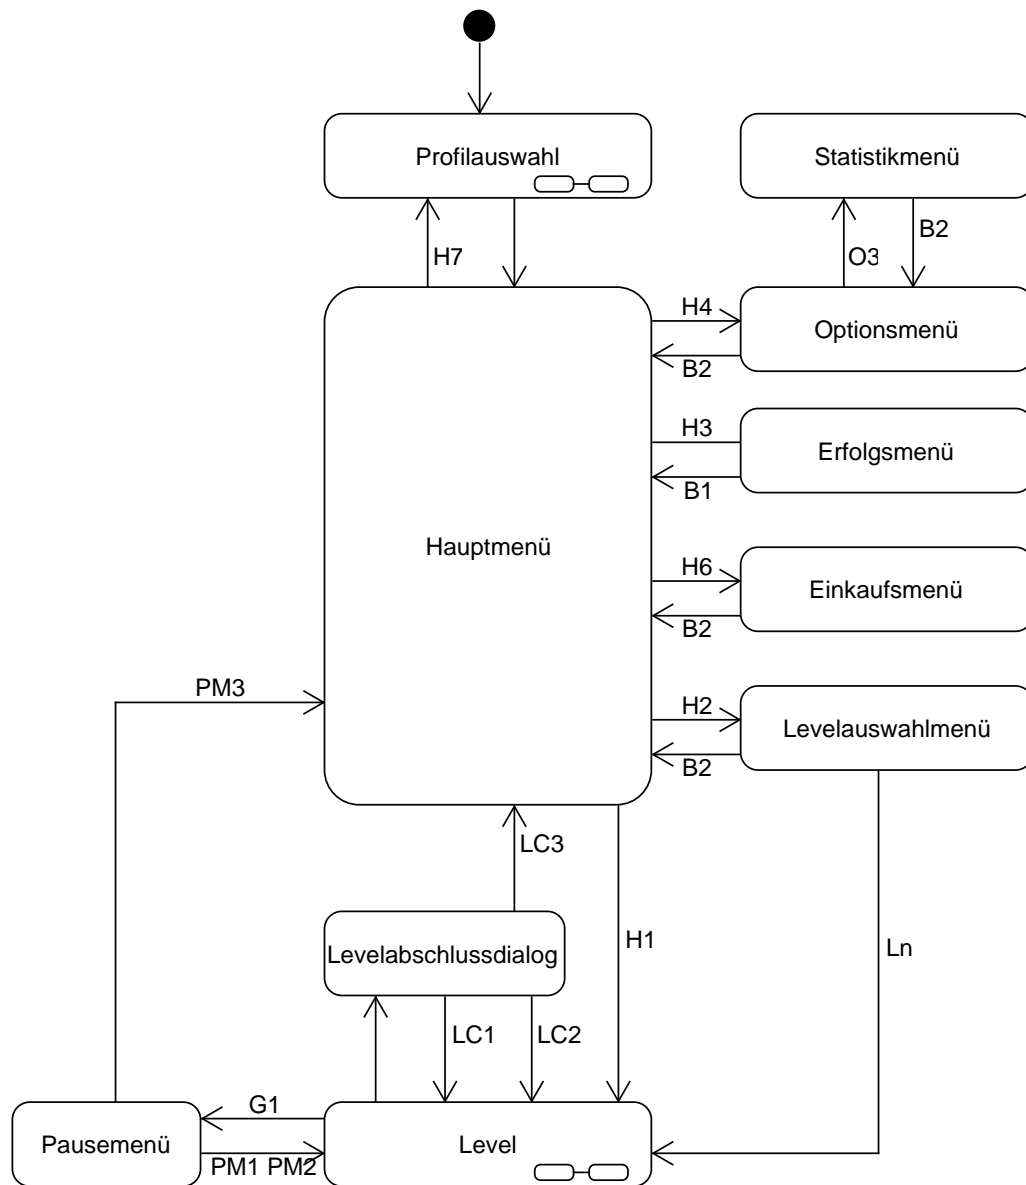 Profilauswahl
Statistikmenü
H7
O3
B2
H4
Optionsmenü
B2
H3
Erfolgsmenü
B1
Hauptmenü
H6
Einkaufsmenü
B2
PM3
H2
Levelauswahlmenü
B2
LC3
Levelabschlussdialog
H1
Ln
LC1
LC2
G1
Pausemenü
Level
PM1 PM2